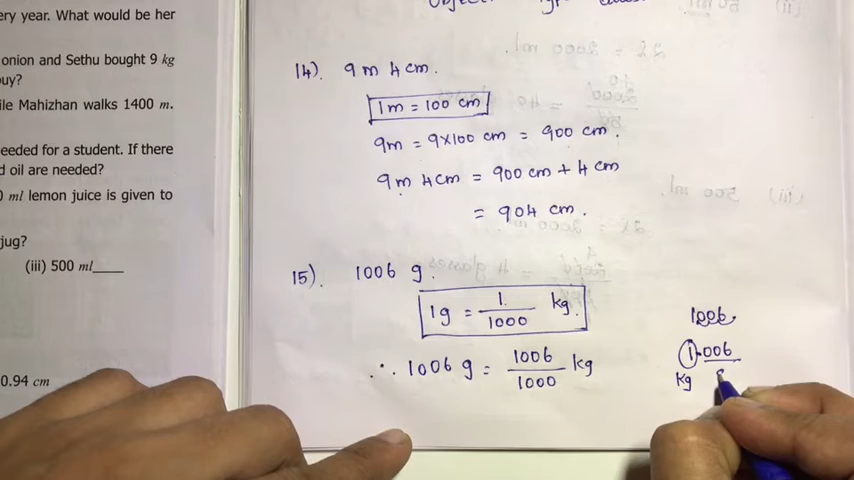 ery year. What would be her
onion and Sethu bought 9 kg
uy?
ile Mahizhan walks 1400 m.
eeded for a student. If there
d oil are needed?
0 ml lemon juice is given to
jug?
(iii) 500 ml____
0.94 cm
14). 9m 4cm.
1m = 100 cm
9m = 9×100 cm = 900 cm.
9m 4cm = 900 cm + 4 cm
= 904 cm.
15). 1006 g.
1g = 1/1000 kg.
∴ 1006 g = 1006/1000 kg
1006
1.006
kg